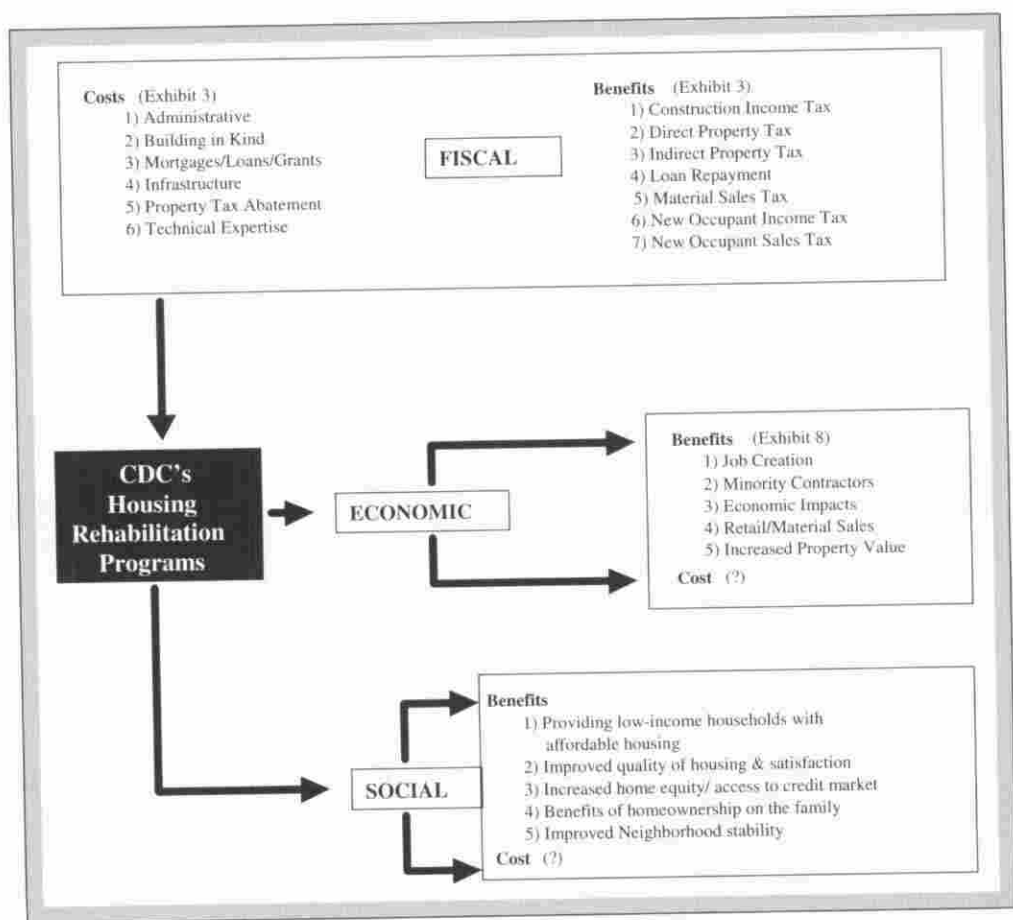 Costs (Exhibit 3)
1) Administrative
2) Building in Kind
3) Mortgages/Loans/Grants
4) Infrastructure
5) Property Tax Abatement
6) Technical Expertise
FISCAL
Benefits (Exhibit 3)
1) Construction Income Tax
2) Direct Property Tax
3) Indirect Property Tax
4) Loan Repayment
5) Material Sales Tax
6) New Occupant Income Tax
7) New Occupant Sales Tax
CDC's
Housing
Rehabilitation
Programs
ECONOMIC
Benefits (Exhibit 8)
1) Job Creation
2) Minority Contractors
3) Economic Impacts
4) Retail/Material Sales
5) Increased Property Value
Cost (?)
SOCIAL
Benefits
1) Providing low-income households with
affordable housing
2) Improved quality of housing & satisfaction
3) Increased home equity/ access to credit market
4) Benefits of homeownership on the family
5) Improved Neighborhood stability
Cost (?)